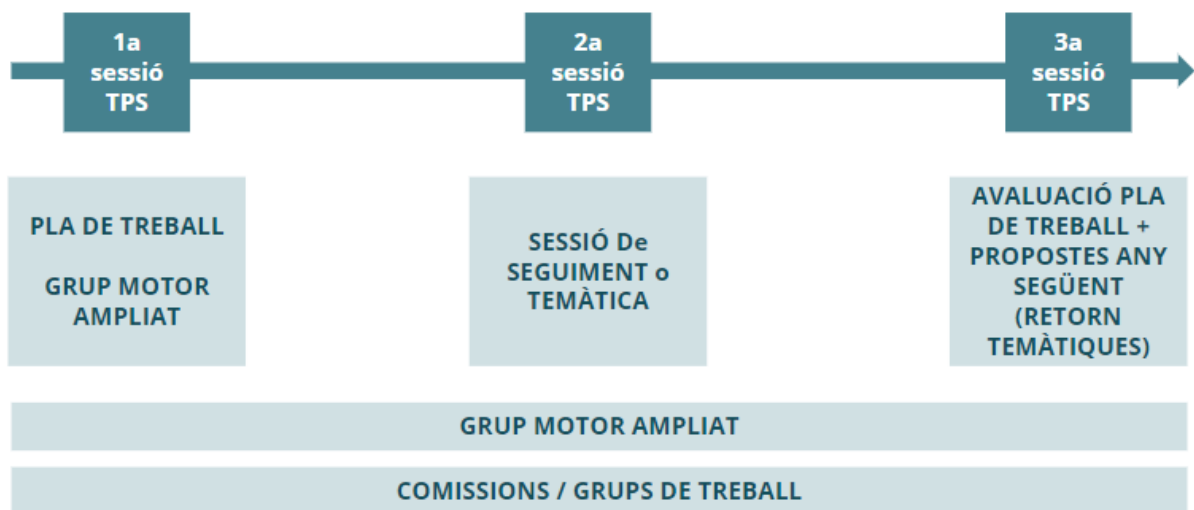 1a
sessió
TPS
2a
sessió
TPS
3a
sessió
TPS
PLA DE TREBALL
GRUP MOTOR
AMPLIAT
SESSIÓ De
SEGUIMENT o
TEMÀTICA
AVALUACIÓ PLA
DE TREBALL +
PROPOSTES ANY
SEGÜENT
(RETORN
TEMÀTIQUES)
GRUP MOTOR AMPLIAT
COMISSIONS / GRUPS DE TREBALL